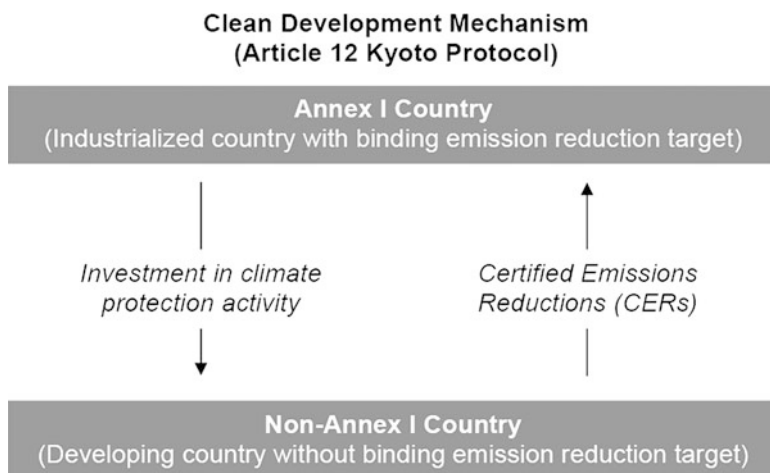 Clean Development Mechanism
(Article 12 Kyoto Protocol)
Annex I Country
(Industrialized country with binding emission reduction target)
Investment in climate
protection activity
Certified Emissions
Reductions (CERs)
Non-Annex I Country
(Developing country without binding emission reduction target)